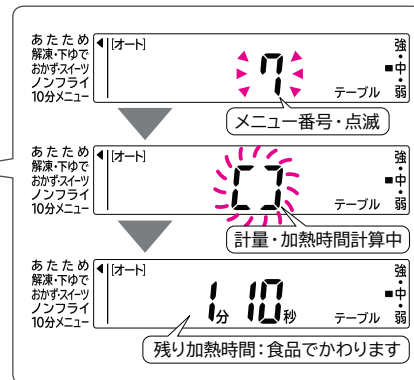 あたため
解凍・下ゆで
おかず・スイーツ
ノンフライ
10分メニュー
[オート]
7
強
・
中
・
弱
テーブル
メニュー番号・点滅
あたため
解凍・下ゆで
おかず・スイーツ
ノンフライ
10分メニュー
[オート]
強
・
中
・
弱
テーブル
計量・加熱時間計算中
あたため
解凍・下ゆで
おかず・スイーツ
ノンフライ
10分メニュー
[オート]
1分 10秒
強
・
中
・
弱
テーブル
残り加熱時間：食品でかわります